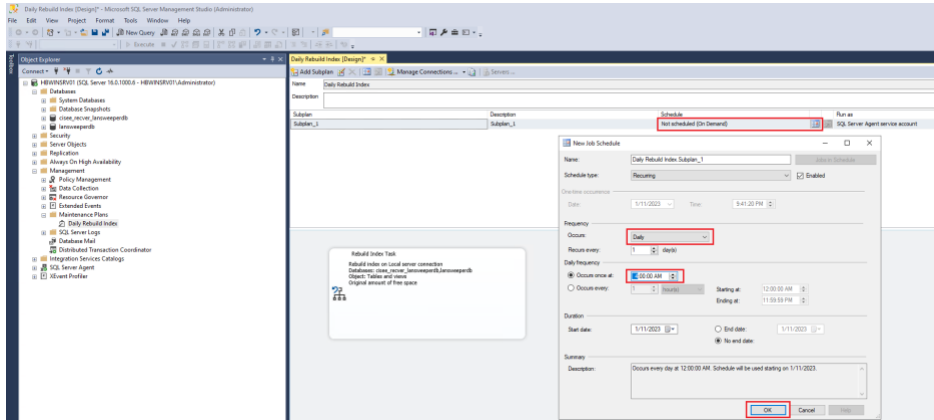 Daily Rebuild Index [Design]* - Microsoft SQL Server Management Studio (Administrator)
File Edit View Project Format Tools Window Help
New Query
Execute
Toolbox
Object Explorer
Daily Rebuild Index [Design]*
Connect
Add Subplan
Manage Connections...
Servers...
HBWINSRV01 (SQL Server 16.0.1000.6 - HBWINSRV01\Administrator)
Databases
System Databases
Database Snapshots
cisee_recver_lansweeperdb
lansweeperdb
Security
Server Objects
Replication
Always On High Availability
Management
Policy Management
Data Collection
Resource Governor
Extended Events
Maintenance Plans
Daily Rebuild Index
SQL Server Logs
Database Mail
Distributed Transaction Coordinator
Integration Services Catalogs
SQL Server Agent
XEvent Profiler
Name Daily Rebuild Index
Description
Subplan Description Schedule Run as
Subplan_1 Subplan_1 Not scheduled (On Demand) SQL Server Agent service account
Rebuild Index Task
Rebuild index on Local server connection
Databases: cisee_recver_lansweeperdb,lansweeperdb
Object: Tables and views
Original amount of free space
New Job Schedule
Name: Daily Rebuild Index.Subplan_1
Jobs in Schedule
Schedule type: Recurring Enabled
One-time occurrence
Date: 1/11/2023 Time: 9:41:20 PM
Frequency
Occurs: Daily
Recurs every: 1 day(s)
Daily frequency
Occurs once at: :00:00 AM
Occurs every: 1 hour(s) Starting at: 12:00:00 AM
Ending at: 11:59:59 PM
Duration
Start date: 1/11/2023 End date: 1/11/2023
No end date:
Summary
Description: Occurs every day at 12:00:00 AM. Schedule will be used starting on 1/11/2023.
OK Cancel Help